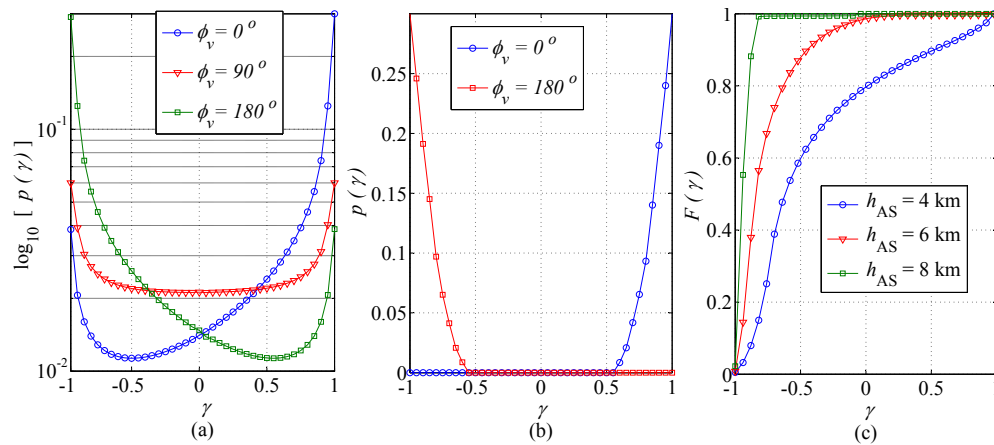 log10 [ p ( γ ) ]
10^-1
10^-2
ϕv = 0°
ϕv = 90°
ϕv = 180°
-1 -0.5 0 0.5 1
γ
(a)
p ( γ )
0.25
0.2
0.15
0.1
0.05
0
ϕv = 0°
ϕv = 180°
-1 -0.5 0 0.5 1
γ
(b)
F ( γ )
1
0.8
0.6
0.4
0.2
0
hAS = 4 km
hAS = 6 km
hAS = 8 km
-1 -0.5 0 0.5
γ
(c)